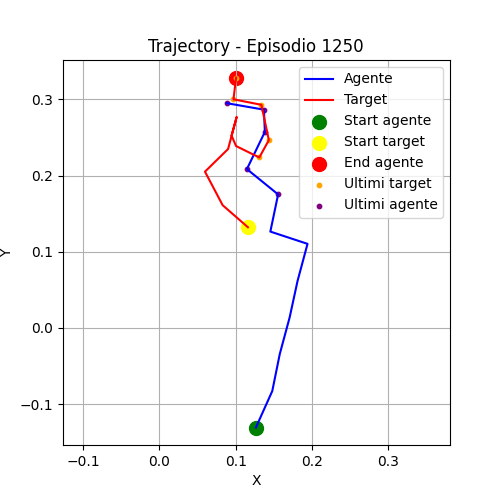 Trajectory - Episodio 1250
Agente
Target
Start agente
Start target
End agente
Ultimi target
Ultimi agente
Y
0.3
0.2
0.1
0.0
−0.1
−0.1
0.0
0.1
0.2
0.3
X